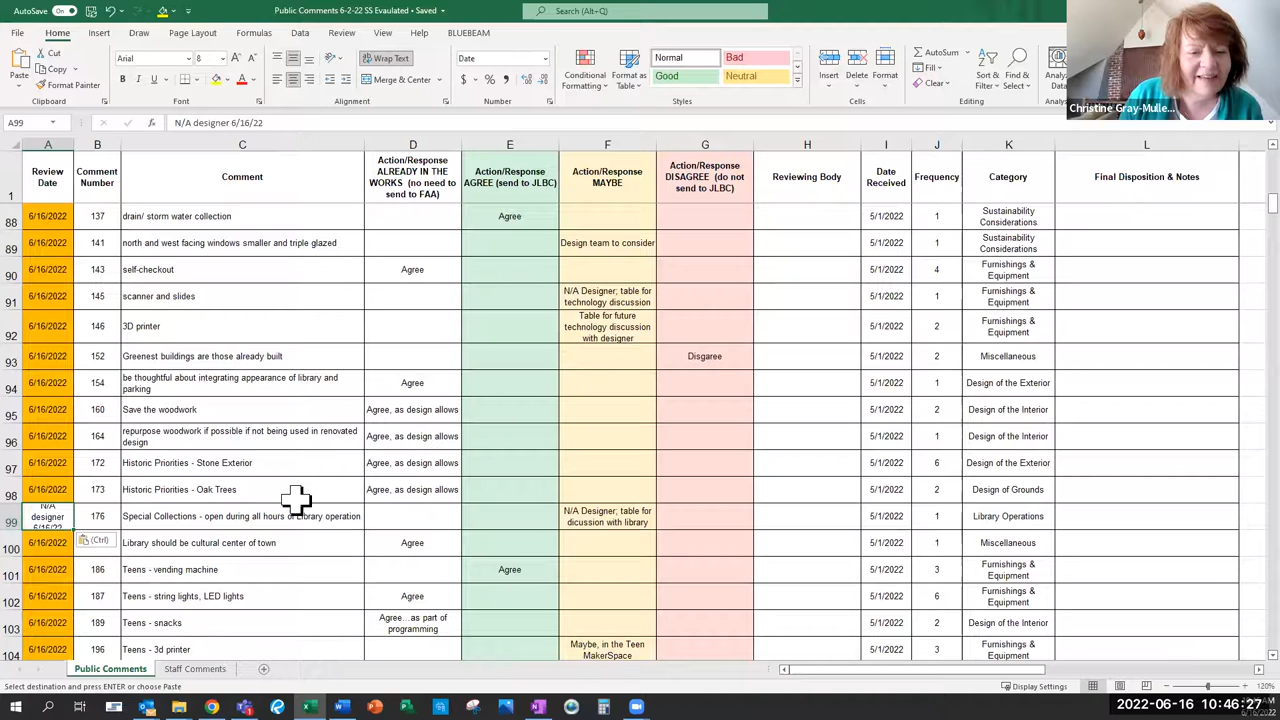 AutoSave On Public Comments 6-2-22 SS Evaulated • Saved Search (Alt+Q)
File Home Insert Draw Page Layout Formulas Data Review View Help BLUEBEAM
Paste Cut Copy Format Painter Clipboard
Arial 8 Font
Wrap Text Merge & Center Alignment
Date Number
Conditional Formatting Format as Table Normal Bad Good Neutral Styles
Insert Delete Format Cells
AutoSum Fill Clear Sort & Filter Find & Select Editing
Christine Gray-Mulle...
A99 N/A designer 6/16/22
A B C D E F G H I J K L
1 Review Date Comment Number Comment Action/Response ALREADY IN THE WORKS (no need to send to FAA) Action/Response AGREE (send to JLBC) Action/Response MAYBE Action/Response DISAGREE (do not send to JLBC) Reviewing Body Date Received Frequency Category Final Disposition & Notes
88 6/16/2022 137 drain/ storm water collection Agree 5/1/2022 1 Sustainability Considerations
89 6/16/2022 141 north and west facing windows smaller and triple glazed Design team to consider 5/1/2022 1 Sustainability Considerations
90 6/16/2022 143 self-checkout Agree 5/1/2022 4 Furnishings & Equipment
91 6/16/2022 145 scanner and slides N/A Designer; table for technology discussion 5/1/2022 1 Furnishings & Equipment
92 6/16/2022 146 3D printer Table for future technology discussion with designer 5/1/2022 2 Furnishings & Equipment
93 6/16/2022 152 Greenest buildings are those already built Disgaree 5/1/2022 2 Miscellaneous
94 6/16/2022 154 be thoughtful about integrating appearance of library and parking Agree 5/1/2022 1 Design of the Exterior
95 6/16/2022 160 Save the woodwork Agree, as design allows 5/1/2022 2 Design of the Interior
96 6/16/2022 164 repurpose woodwork if possible if not being used in renovated design Agree, as design allows 5/1/2022 1 Design of the Interior
97 6/16/2022 172 Historic Priorities - Stone Exterior Agree, as design allows 5/1/2022 6 Design of the Exterior
98 6/16/2022 173 Historic Priorities - Oak Trees Agree, as design allows 5/1/2022 2 Design of Grounds
99 N/A designer 6/16/22 176 Special Collections - open during all hours of Library operation N/A Designer; table for dicussion with library 5/1/2022 1 Library Operations
100 6/16/2022 (Ctrl) Library should be cultural center of town Agree 5/1/2022 1 Miscellaneous
101 6/16/2022 186 Teens - vending machine Agree 5/1/2022 3 Furnishings & Equipment
102 6/16/2022 187 Teens - string lights, LED lights Agree 5/1/2022 6 Furnishings & Equipment
103 6/16/2022 189 Teens - snacks Agree...as part of programming 5/1/2022 2 Design of the Interior
104 6/16/2022 196 Teens - 3d printer Maybe, in the Teen MakerSpace 5/1/2022 3 Furnishings & Equipment
Public Comments Staff Comments
Select destination and press ENTER or choose Paste Display Settings 120%
2022-06-16 10:46:27